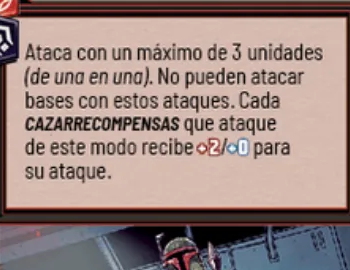 Ataca con un máximo de 3 unidades
(de una en una). No pueden atacar
bases con estos ataques. Cada
CAZARRECOMPENSAS que ataque
de este modo recibe +2/+0 para
su ataque.